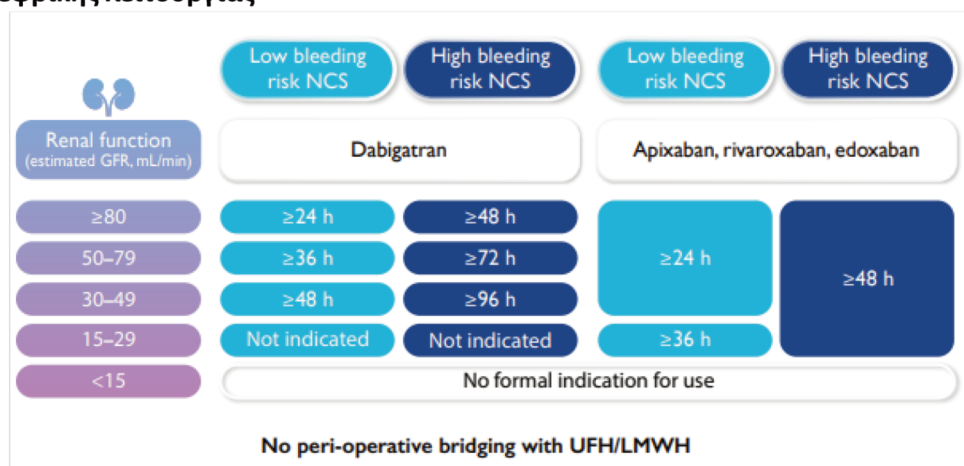 εφρικής λειτουργίας
Low bleeding risk NCS
High bleeding risk NCS
Low bleeding risk NCS
High bleeding risk NCS
Renal function
(estimated GFR, mL/min)
Dabigatran
Apixaban, rivaroxaban, edoxaban
≥80
≥24 h
≥48 h
≥24 h
≥48 h
50–79
≥36 h
≥72 h
30–49
≥48 h
≥96 h
15–29
Not indicated
Not indicated
≥36 h
<15
No formal indication for use
No peri-operative bridging with UFH/LMWH